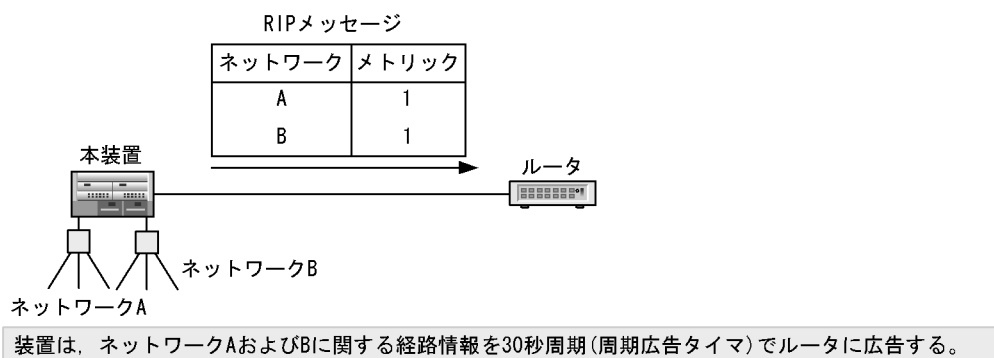 RIPメッセージ
ネットワーク メトリック
A 1
B 1
本装置
ルータ
ネットワークB
ネットワークA
装置は，ネットワークAおよびBに関する経路情報を30秒周期(周期広告タイマ)でルータに広告する。